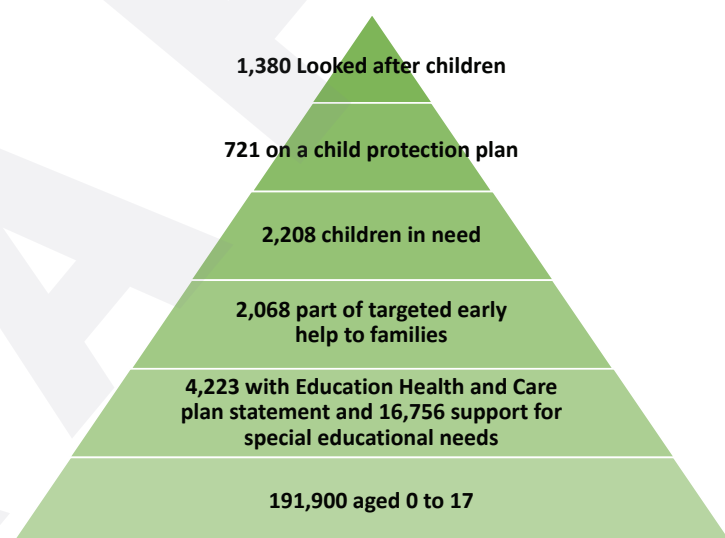 1,380 Looked after children
721 on a child protection plan
2,208 children in need
2,068 part of targeted early
help to families
4,223 with Education Health and Care
plan statement and 16,756 support for
special educational needs
191,900 aged 0 to 17